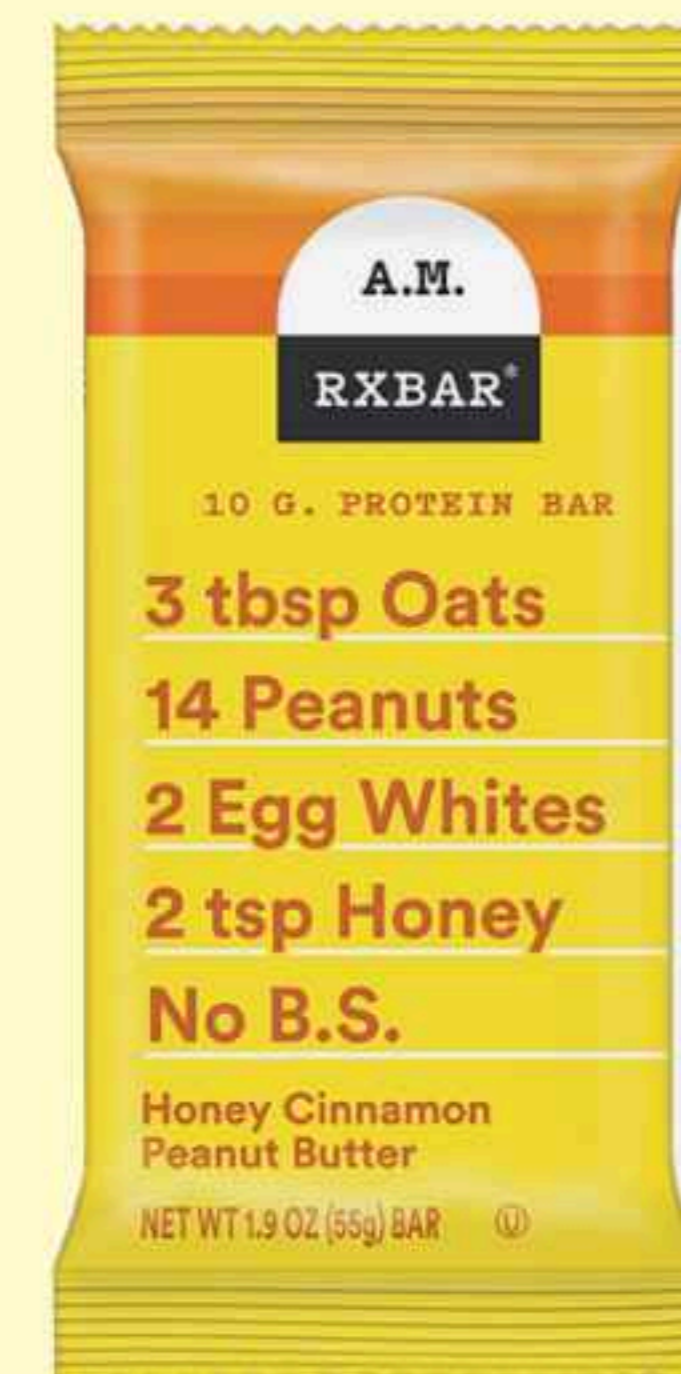 A.M.
RXBAR®
10 G. PROTEIN BAR
3 tbsp Oats
14 Peanuts
2 Egg Whites
2 tsp Honey
No B.S.
Honey Cinnamon
Peanut Butter
NET WT 1.9 OZ (55g) BAR Ⓤ